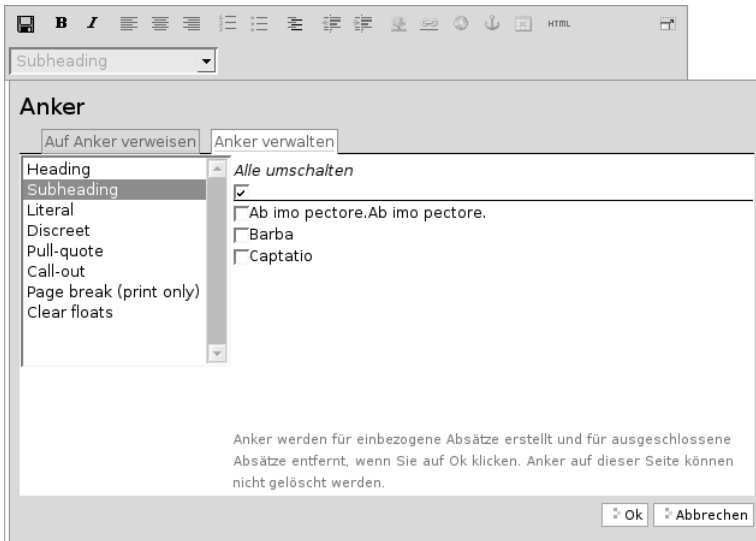 B I HTML
Subheading
Anker
Auf Anker verweisen Anker verwalten
Heading
Subheading
Literal
Discreet
Pull-quote
Call-out
Page break (print only)
Clear floats
Alle umschalten
Ab imo pectore.Ab imo pectore.
Barba
Captatio
Anker werden für einbezogene Absätze erstellt und für ausgeschlossene
Absätze entfernt, wenn Sie auf Ok klicken. Anker auf dieser Seite können
nicht gelöscht werden.
Ok Abbrechen